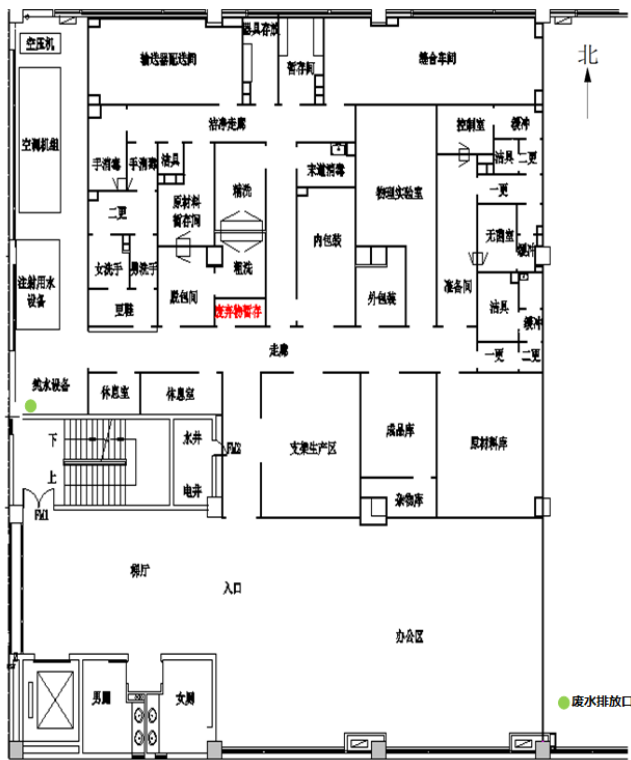 空压机
输送器配送间
器具存放
暂存间
缝合车间
北
空调机组
洁净走廊
控制室
缓冲
手消毒
手消毒
洁具
末道消毒
洁具
二更
精洗
物理实验室
原材料
暂存间
一更
二更
内包装
无菌室
缓冲
女洗手
男洗手
粗洗
注射用水
设备
脱包间
外包装
准备间
洁具
更鞋
废弃物暂存
缓冲
走廊
一更
二更
纯水设备
休息室
休息室
下
水井
FM2
支架生产区
成品库
原材料库
上
电井
杂物库
FM1
梯厅
入口
办公区
男厕
女厕
废水排放口